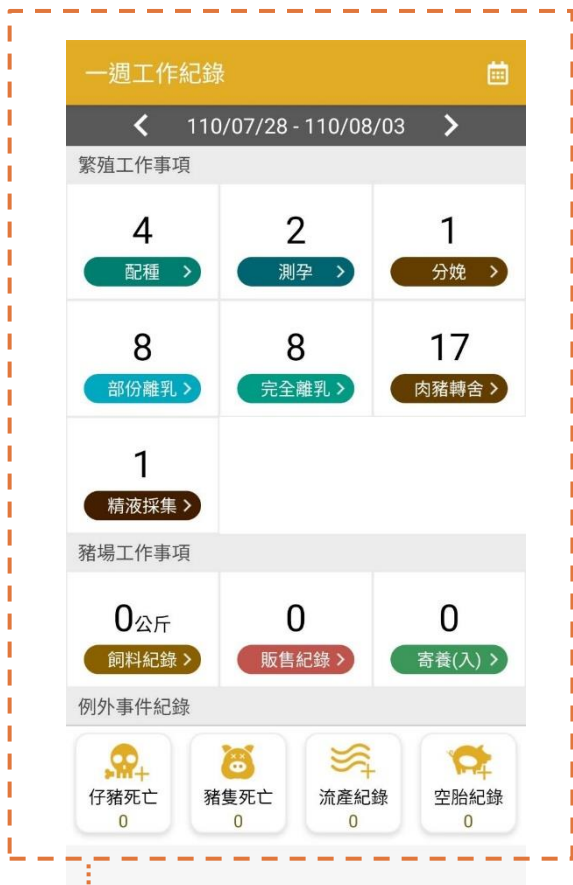 一週工作紀錄
110/07/28 - 110/08/03
繁殖工作事項
4 2 1
配種 測孕 分娩
8 8 17
部份離乳 完全離乳 肉豬轉舍
1
精液採集
豬場工作事項
0公斤 0 0
飼料紀錄 販售紀錄 寄養(入)
例外事件紀錄
仔豬死亡 豬隻死亡 流產紀錄 空胎紀錄
0 0 0 0